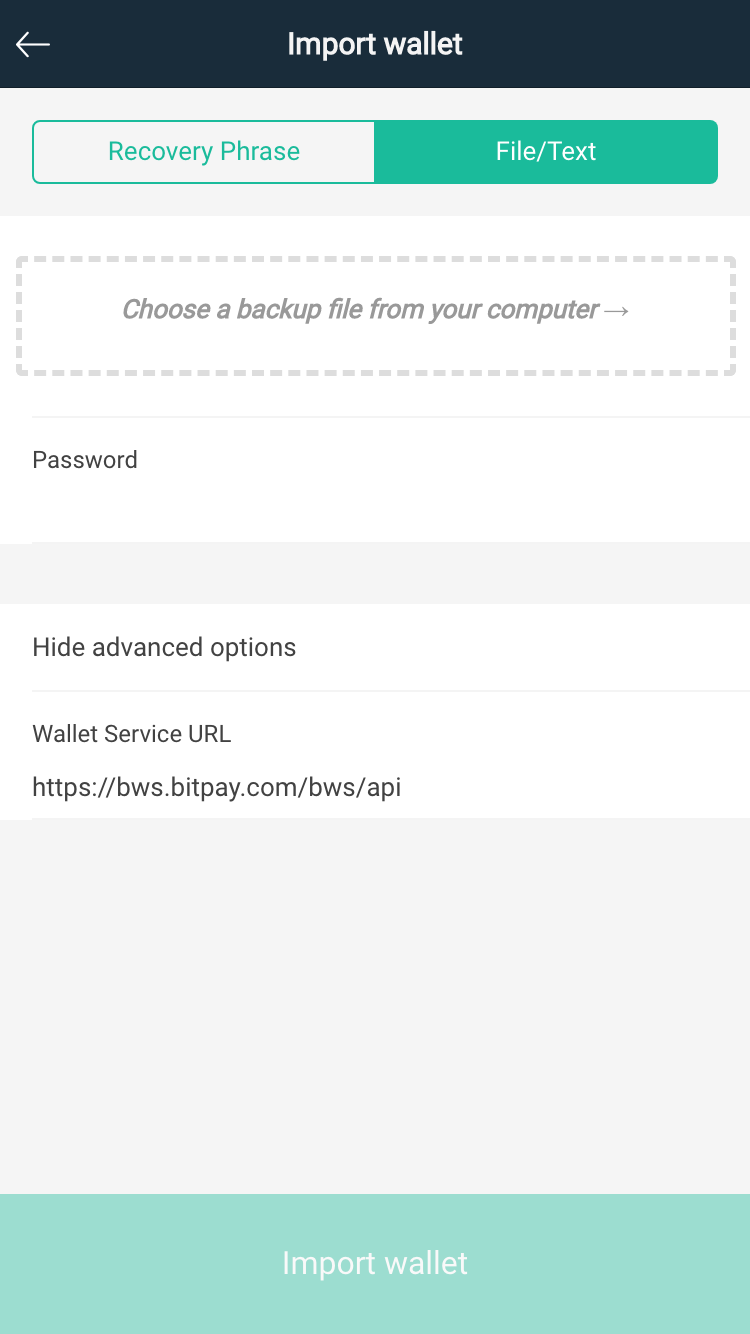 Import wallet
Recovery Phrase
File/Text
Choose a backup file from your computer →
Password
Hide advanced options
Wallet Service URL
https://bws.bitpay.com/bws/api
Import wallet